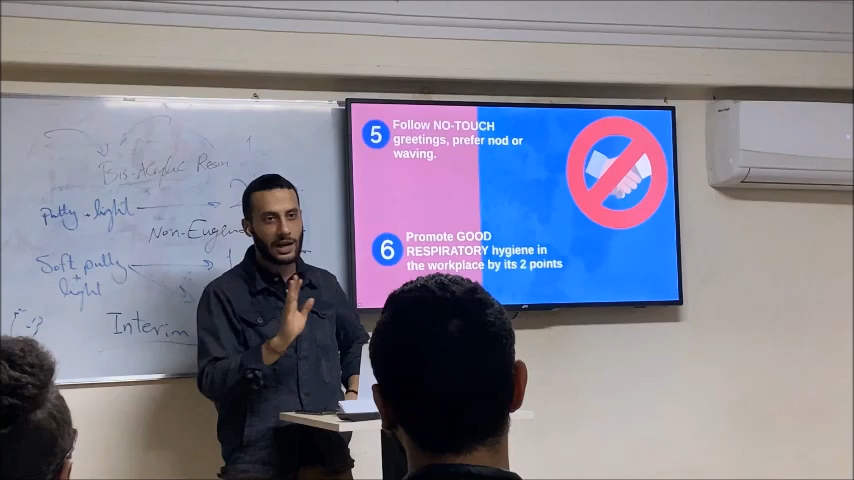 Bis-Acrylic Resin
putty + light
Non-Eugen
Soft putty
+
light
Interim
5
Follow NO-TOUCH
greetings, prefer nod or
waving.
6
Promote GOOD
RESPIRATORY hygiene in
the workplace by its 2 points